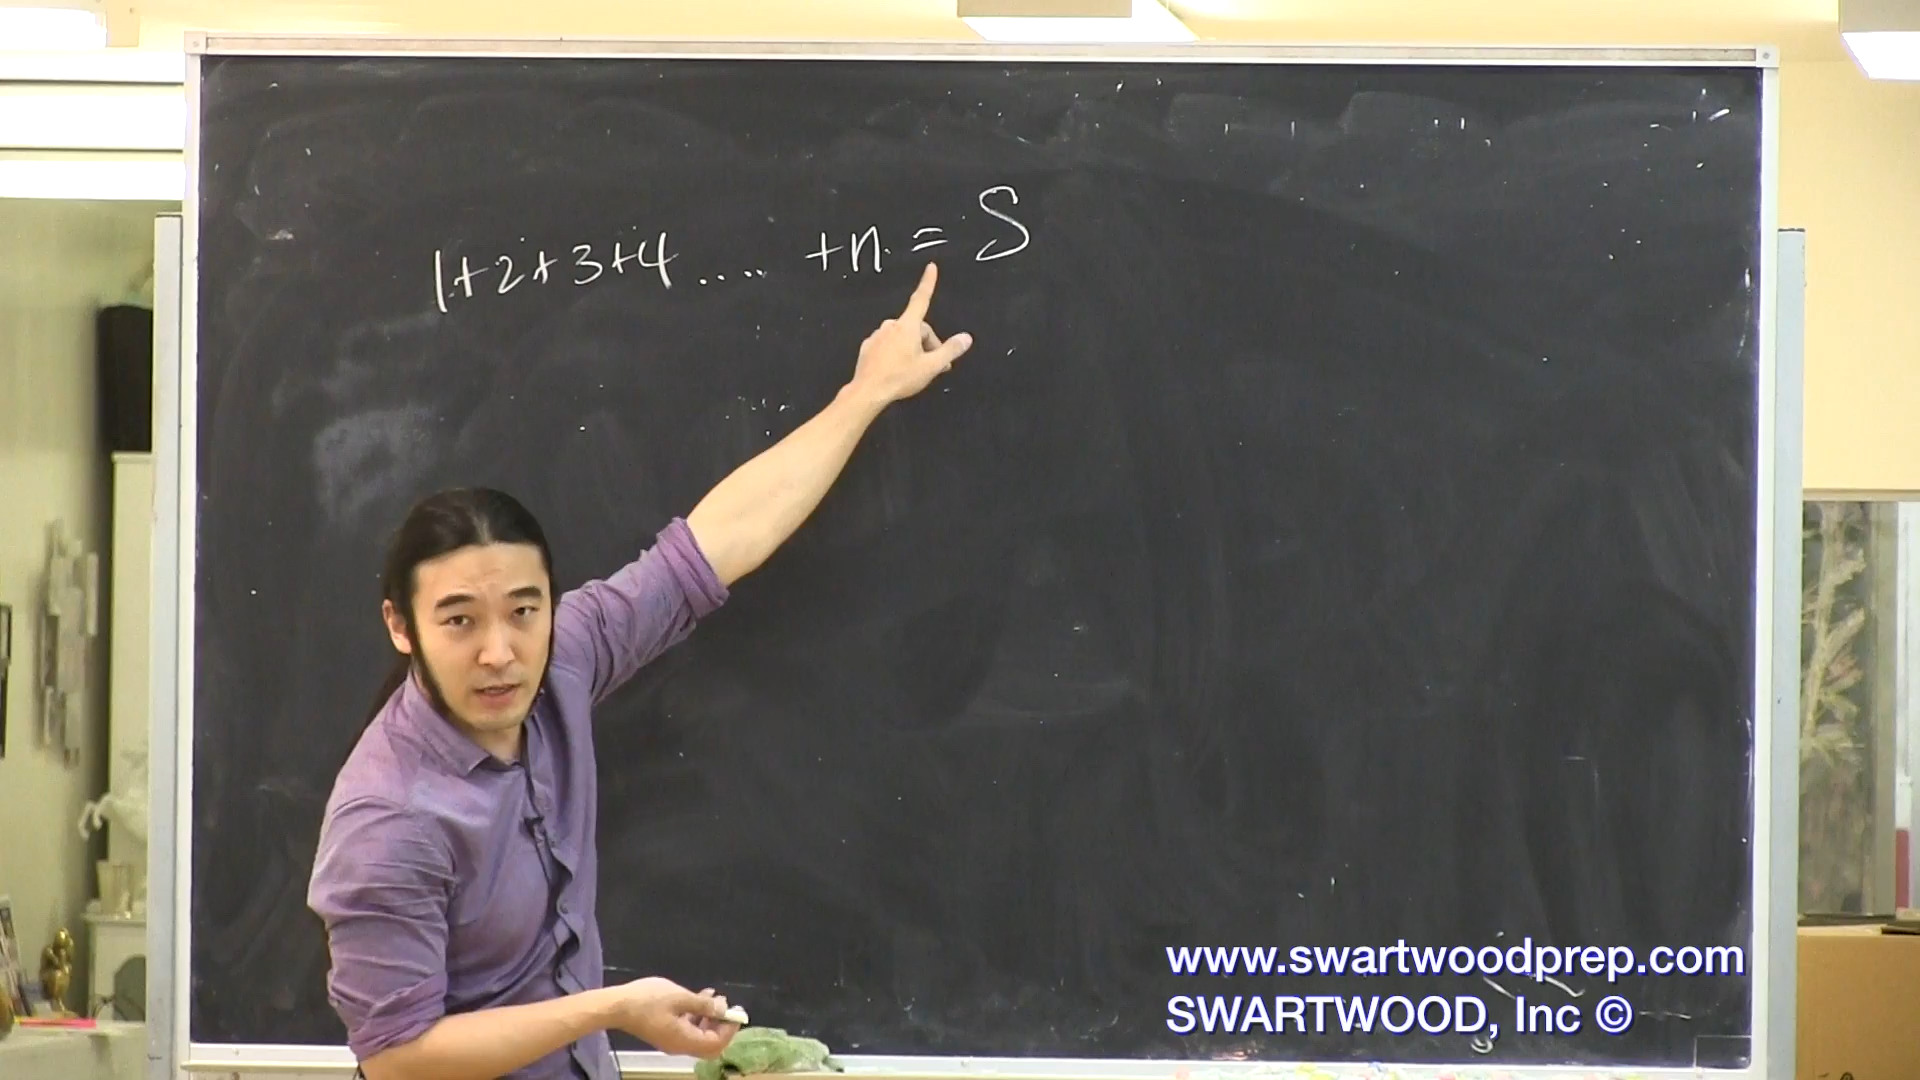 1+2+3+4 .... +n = S
www.swartwoodprep.com
SWARTWOOD, Inc ©